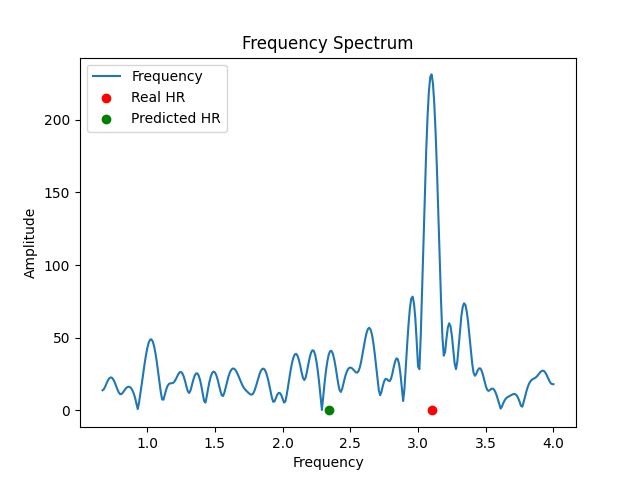 Frequency Spectrum
Frequency
Real HR
Predicted HR
Amplitude
200
150
100
50
0
1.0 1.5 2.0 2.5 3.0 3.5 4.0
Frequency